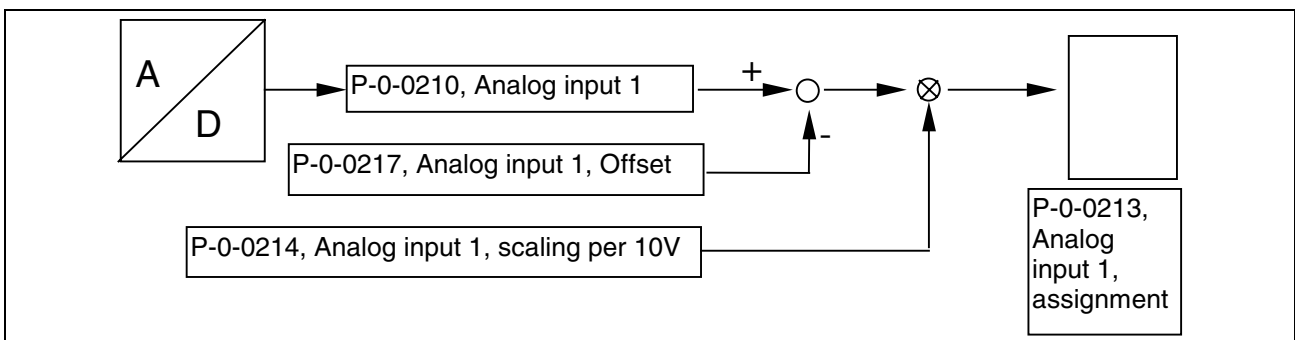 A
D
P-0-0210, Analog input 1
+
-
P-0-0217, Analog input 1, Offset
P-0-0214, Analog input 1, scaling per 10V
P-0-0213,
Analog
input 1,
assignment